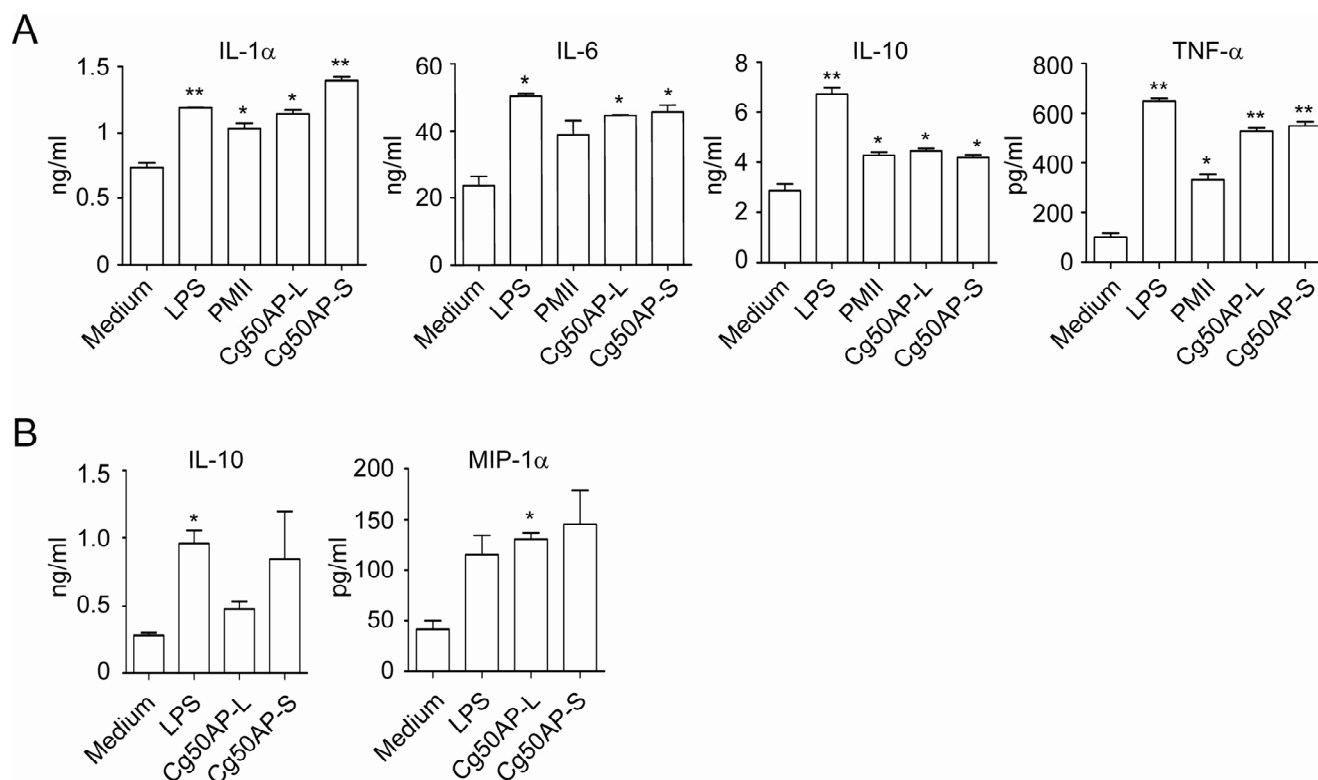 A
IL-1α
ng/ml
1.5
1
0.5
0
** * * **
Medium
LPS
PMII
Cg50AP-L
Cg50AP-S
IL-6
ng/ml
60
40
20
0
* * *
Medium
LPS
PMII
Cg50AP-L
Cg50AP-S
IL-10
ng/ml
8
6
4
2
0
** * * *
Medium
LPS
PMII
Cg50AP-L
Cg50AP-S
TNF-α
pg/ml
800
600
400
200
0
** * ** **
Medium
LPS
PMII
Cg50AP-L
Cg50AP-S
B
IL-10
ng/ml
1.5
1.0
0.5
0
*
Medium
LPS
Cg50AP-L
Cg50AP-S
MIP-1α
pg/ml
200
150
100
50
0
*
Medium
LPS
Cg50AP-L
Cg50AP-S